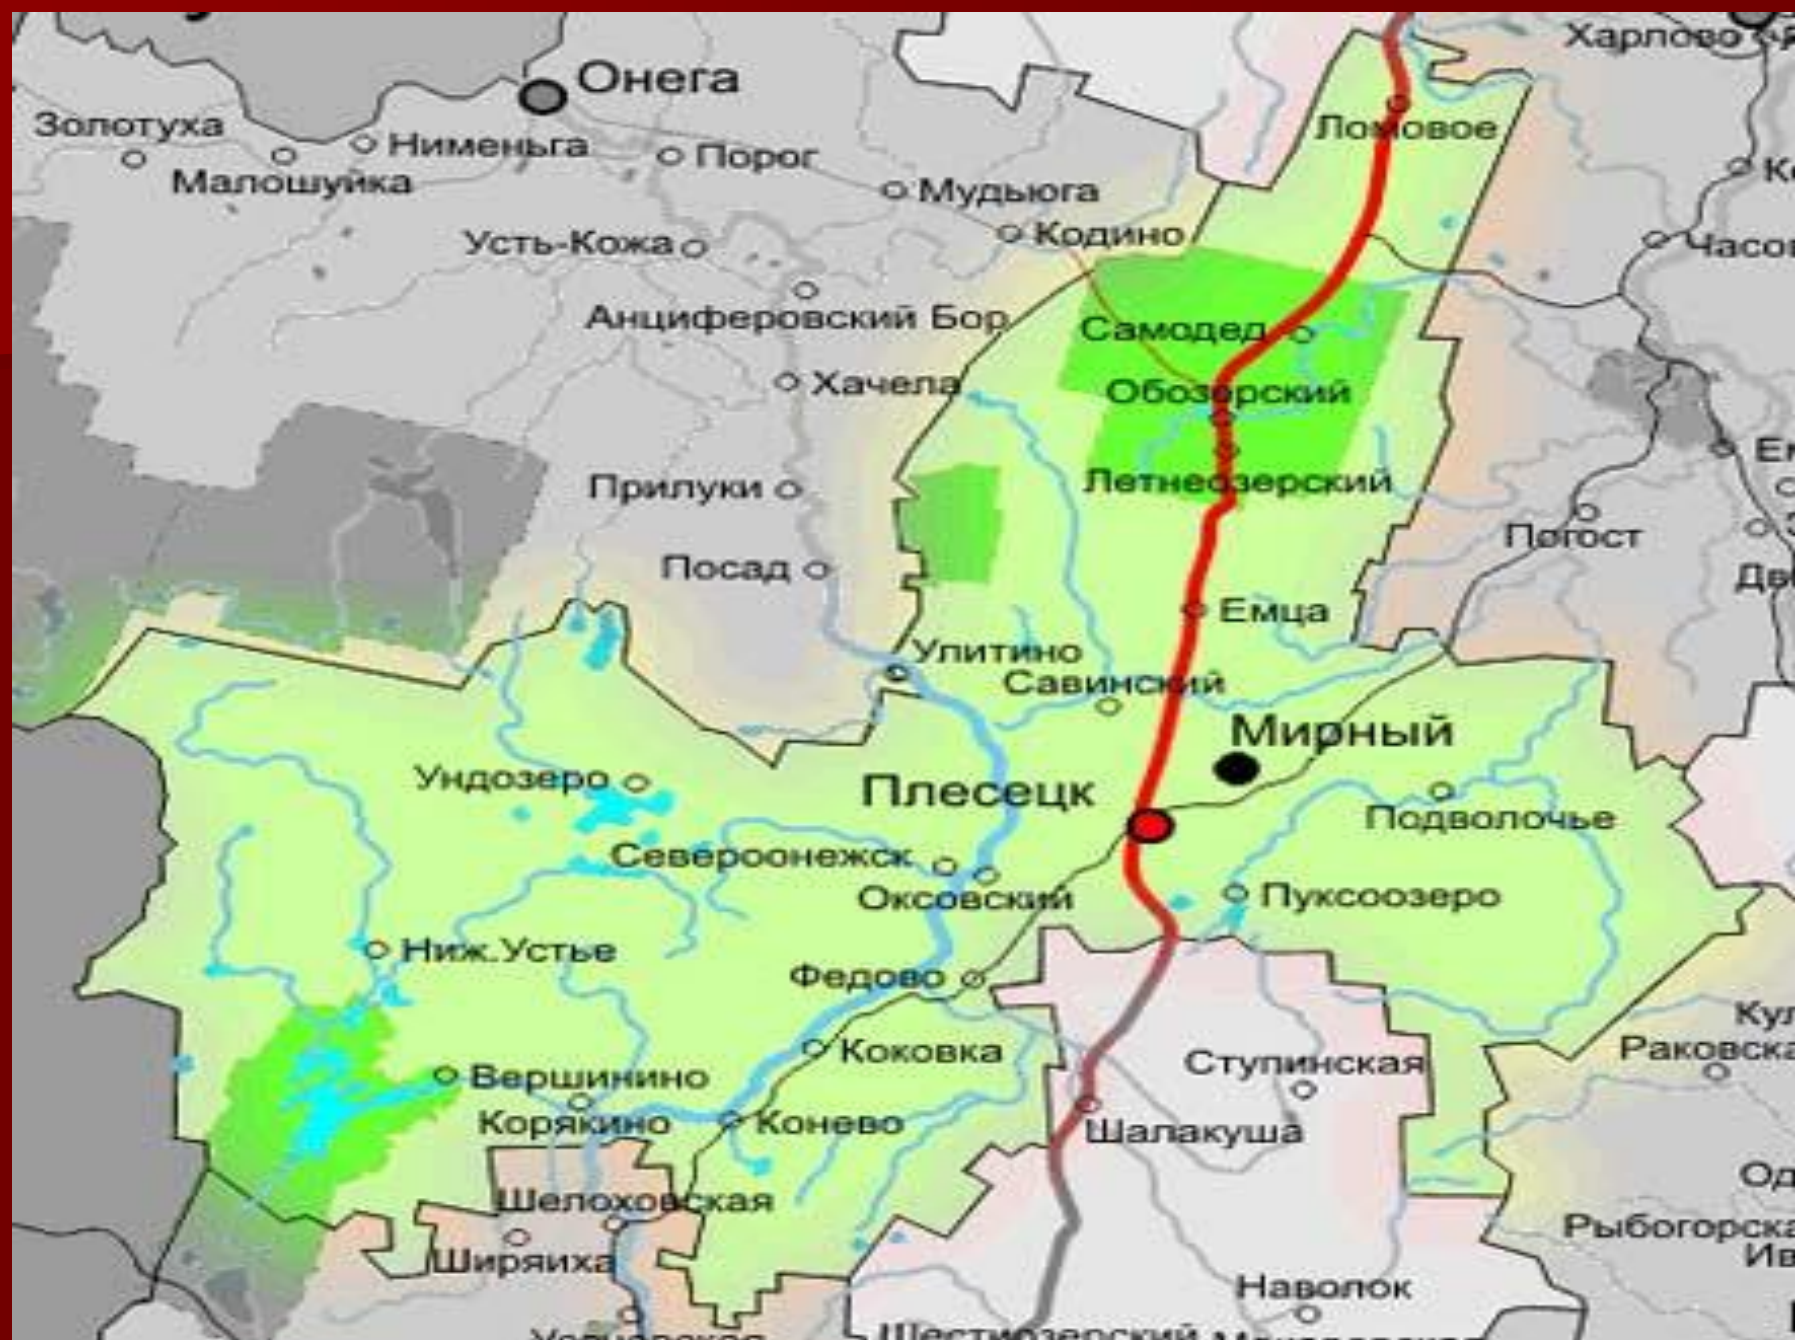 Харлово
Онега
Золотуха
Нименьга
Ломовое
Порог
Малошуйка
Мудьюга
Кодино
Усть-Кожа
Анциферовский Бор
Самодед
Хачела
Обозерский
Летнеозерский
Прилуки
Погост
Посад
Емца
Улитино
Савинский
Мирный
Ундозеро
Плесецк
Подволочье
Североонежск
Оксовский
Пуксоозеро
Ниж.Устье
Федово
Коковка
Ступинская
Вершинино
Корякино
Конево
Шалакуша
Шелоховская
Ширяиха
Рыбогорска
Наволок